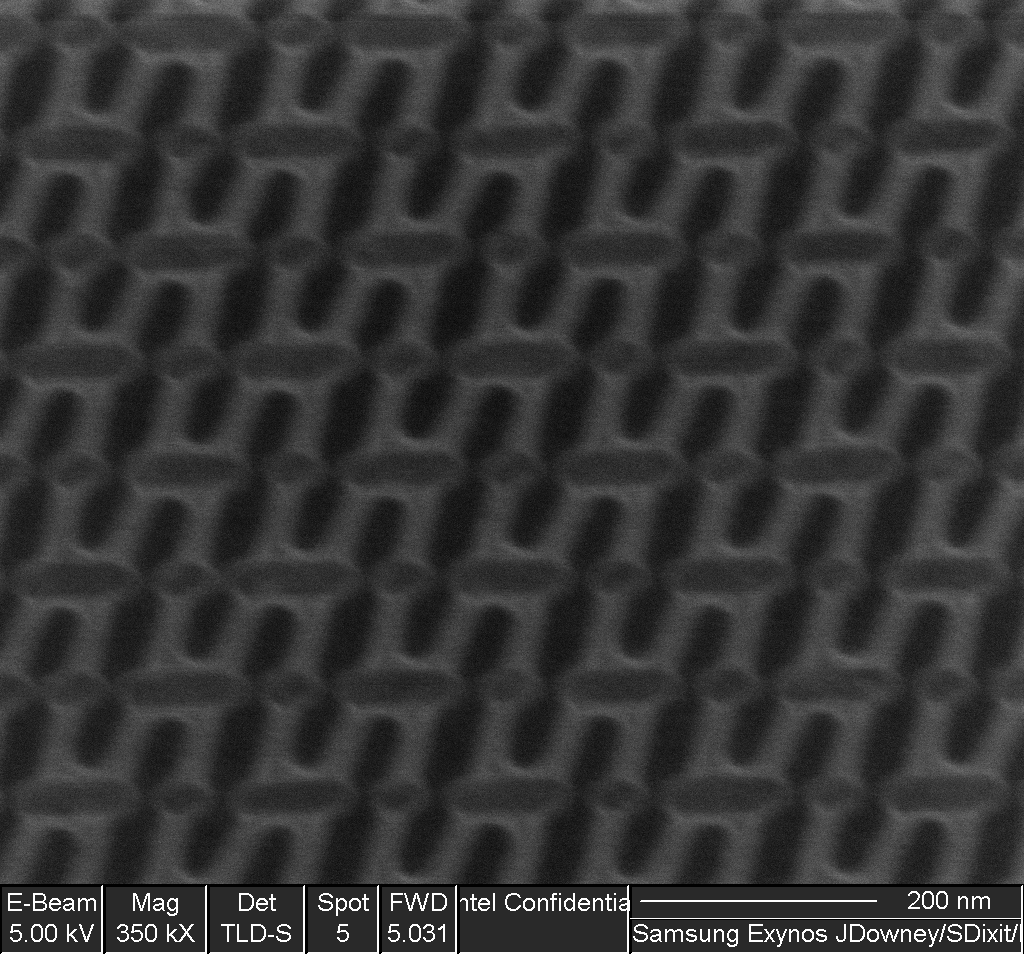 E-Beam Mag Det Spot FWD ntel Confidentia 200 nm
5.00 kV 350 kX TLD-S 5 5.031 Samsung Exynos JDowney/SDixit/